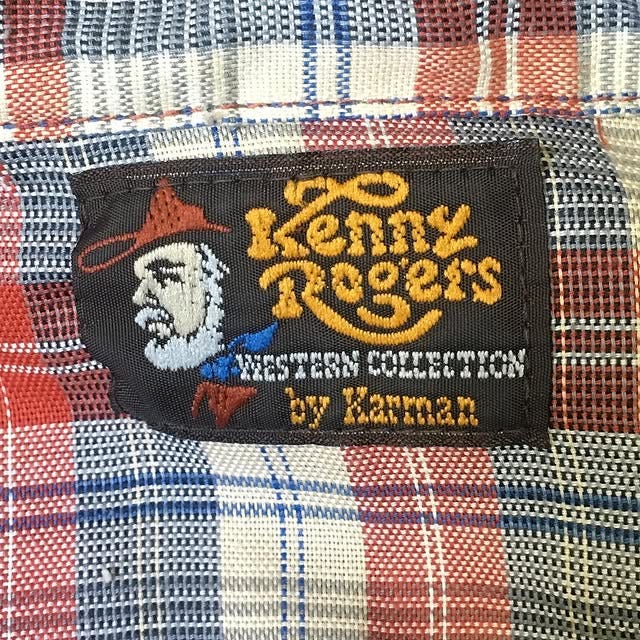 Kenny
Rogers
WESTERN COLLECTION
by Karman